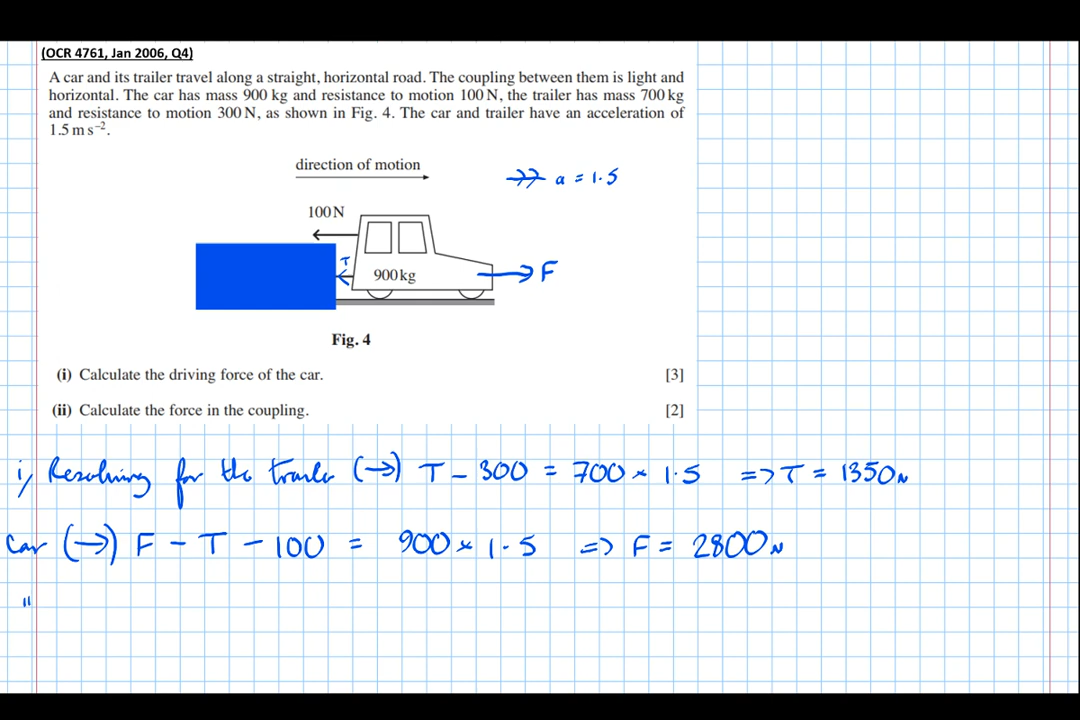 (OCR 4761, Jan 2006, Q4)
A car and its trailer travel along a straight, horizontal road. The coupling between them is light and
horizontal. The car has mass 900 kg and resistance to motion 100 N, the trailer has mass 700 kg
and resistance to motion 300 N, as shown in Fig. 4. The car and trailer have an acceleration of
1.5 m s⁻².
direction of motion
a = 1.5
100 N
T
900 kg
F
Fig. 4
(i) Calculate the driving force of the car. [3]
(ii) Calculate the force in the coupling. [2]
i) Resolving for the trailer (→) T - 300 = 700 × 1.5 => T = 1350 N
Car (→) F - T - 100 = 900 × 1.5 => F = 2800 N
ii